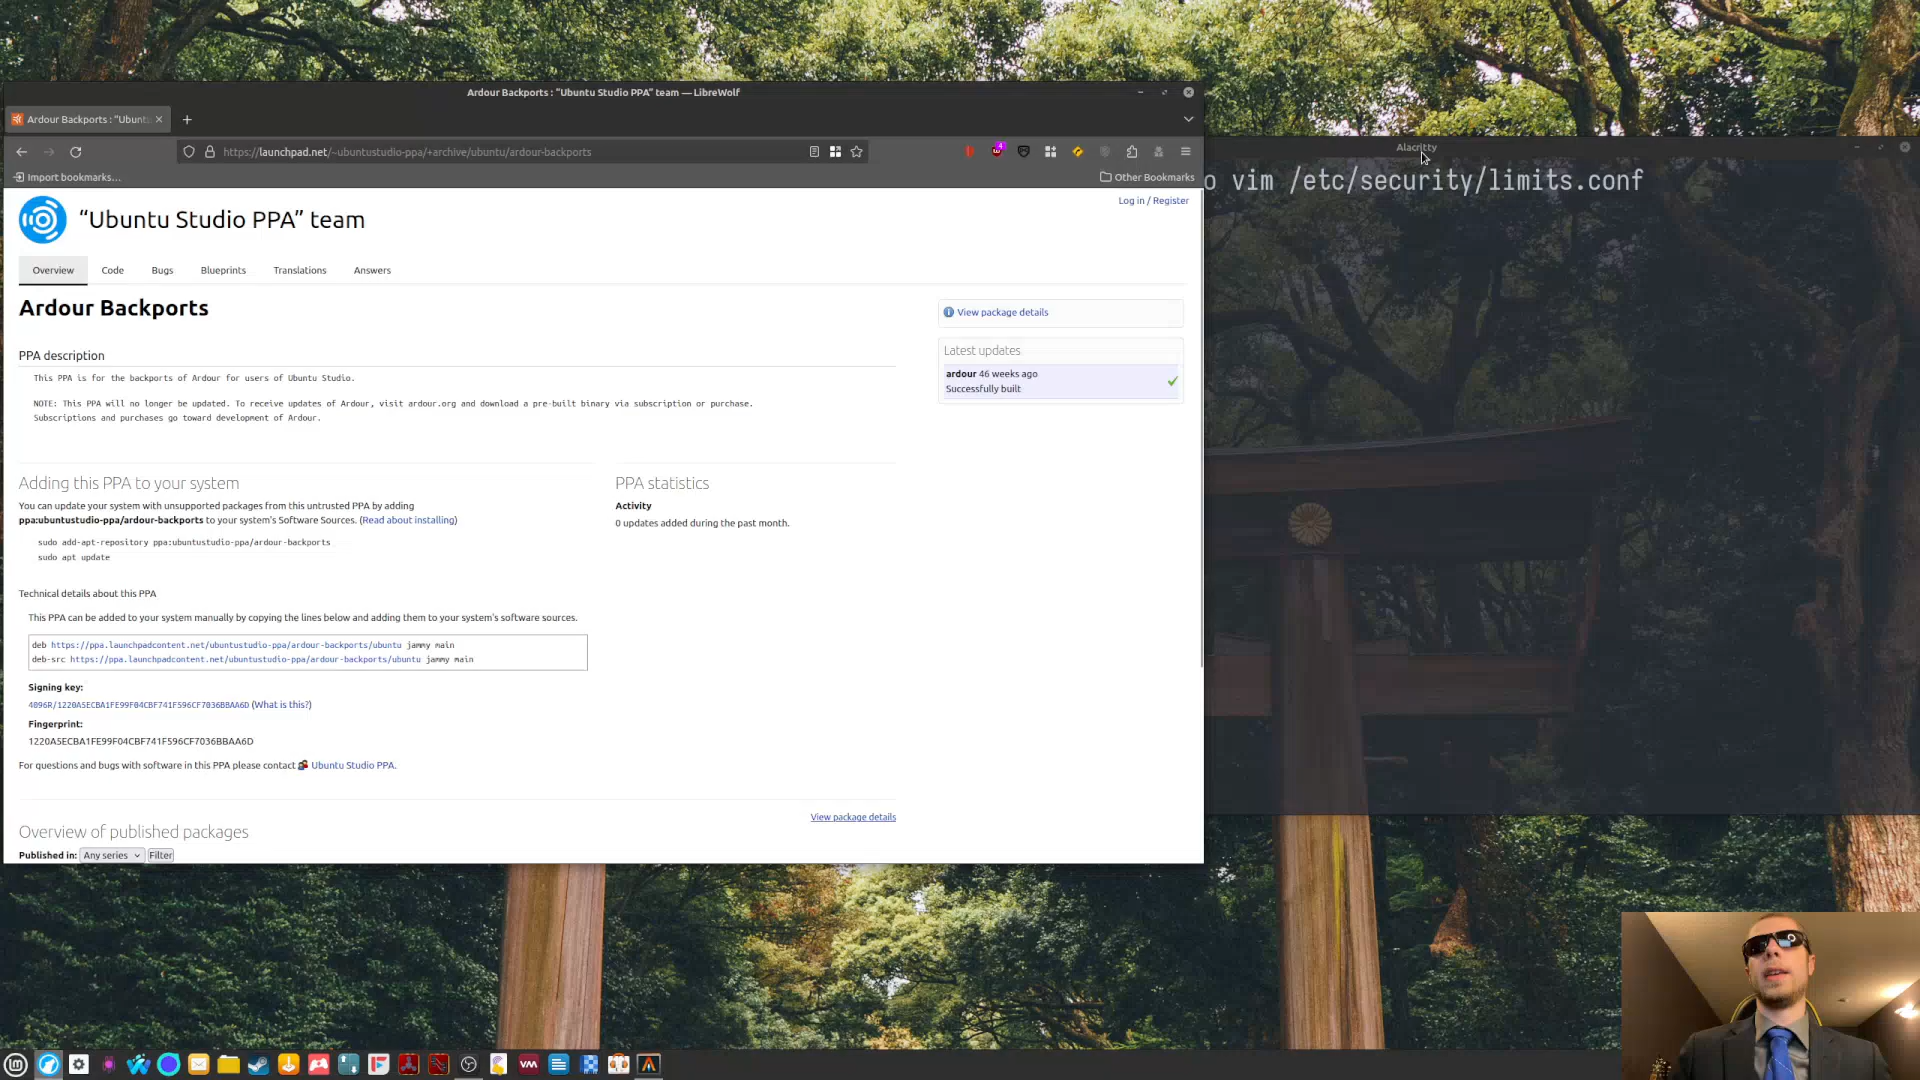 Ardour Backports : “Ubuntu Studio PPA” team — LibreWolf
Ardour Backports : “Ubuntu
https://launchpad.net/~ubuntustudio-ppa/+archive/ubuntu/ardour-backports
4
Import bookmarks...
Other Bookmarks
Alacritty
o vim /etc/security/limits.conf
“Ubuntu Studio PPA” team
Log in / Register
Overview
Code
Bugs
Blueprints
Translations
Answers
Ardour Backports
View package details
Latest updates
ardour 46 weeks ago
Successfully built
PPA description
This PPA is for the backports of Ardour for users of Ubuntu Studio.
NOTE: This PPA will no longer be updated. To receive updates of Ardour, visit ardour.org and download a pre-built binary via subscription or purchase.
Subscriptions and purchases go toward development of Ardour.
Adding this PPA to your system
You can update your system with unsupported packages from this untrusted PPA by adding
ppa:ubuntustudio-ppa/ardour-backports to your system's Software Sources. (Read about installing)
sudo add-apt-repository ppa:ubuntustudio-ppa/ardour-backports
sudo apt update
PPA statistics
Activity
0 updates added during the past month.
Technical details about this PPA
This PPA can be added to your system manually by copying the lines below and adding them to your system's software sources.
deb https://ppa.launchpadcontent.net/ubuntustudio-ppa/ardour-backports/ubuntu jammy main
deb-src https://ppa.launchpadcontent.net/ubuntustudio-ppa/ardour-backports/ubuntu jammy main
Signing key:
4096R/1220A5ECBA1FE99F04CBF741F596CF7036BBAA6D (What is this?)
Fingerprint:
1220A5ECBA1FE99F04CBF741F596CF7036BBAA6D
For questions and bugs with software in this PPA please contact Ubuntu Studio PPA.
View package details
Overview of published packages
Published in: Any series Filter